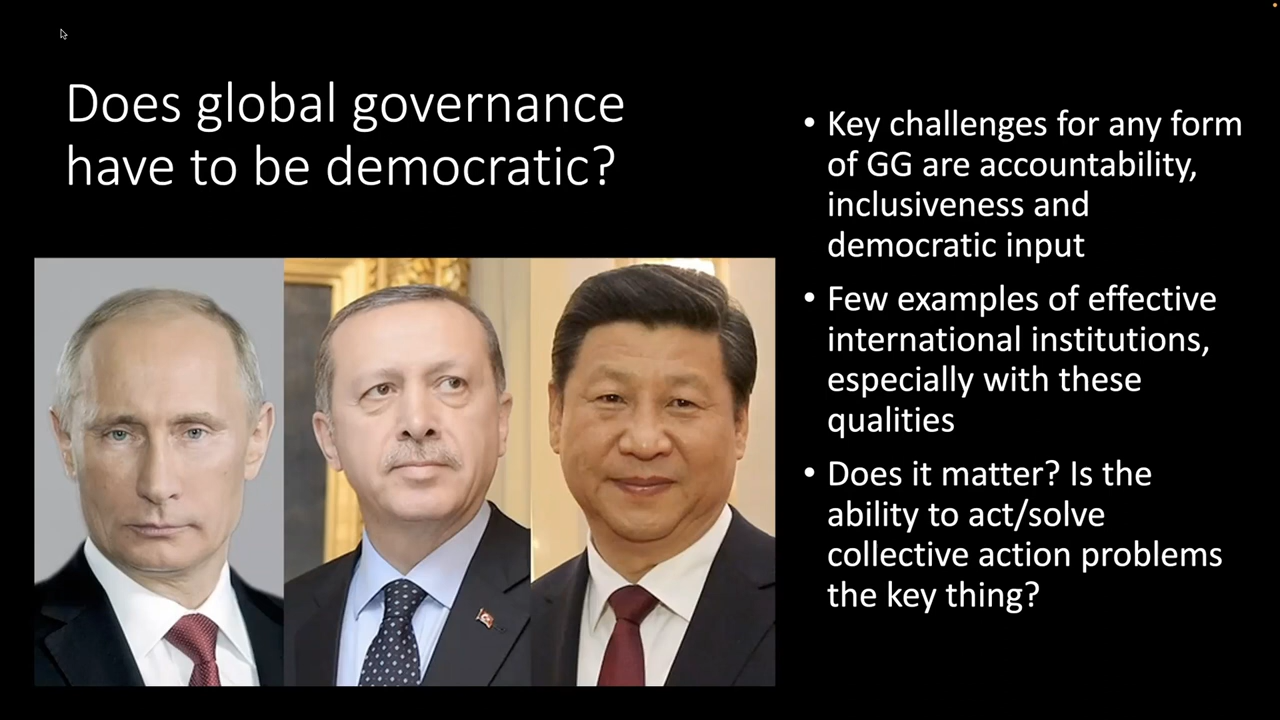 Does global governance
have to be democratic?
• Key challenges for any form
of GG are accountability,
inclusiveness and
democratic input
• Few examples of effective
international institutions,
especially with these
qualities
• Does it matter? Is the
ability to act/solve
collective action problems
the key thing?